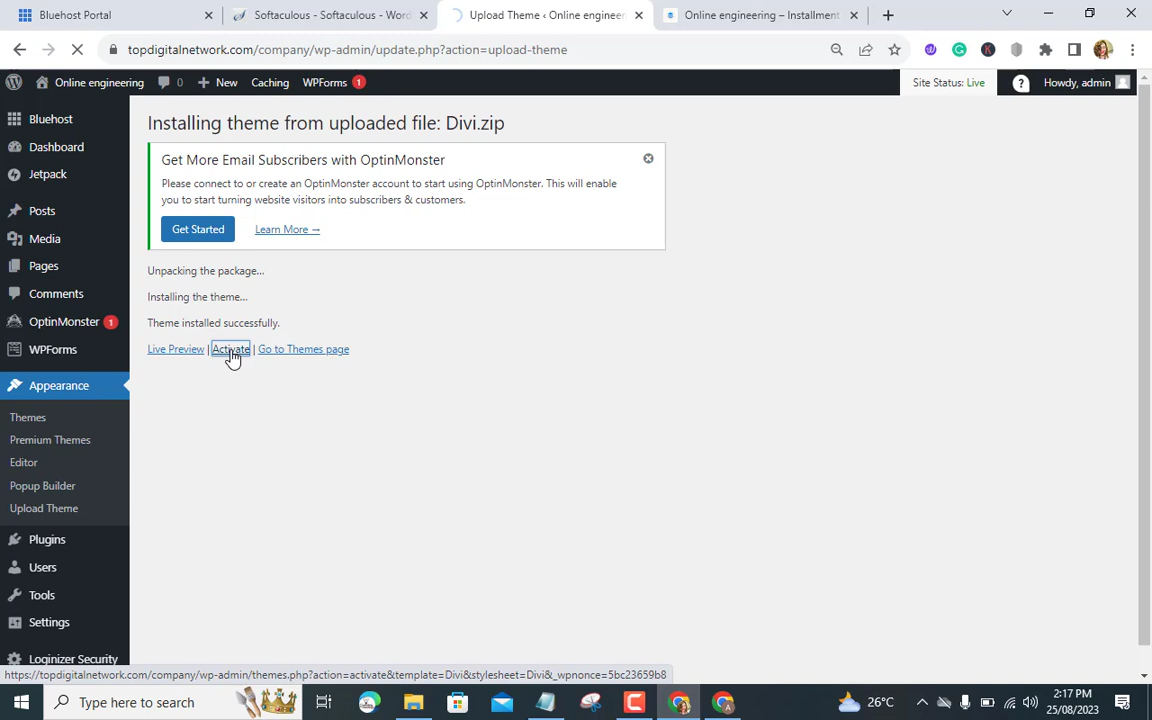 Bluehost Portal
Softaculous - Softaculous - Wor
Upload Theme ‹ Online engineer
Online engineering – Installment
topdigitalnetwork.com/company/wp-admin/update.php?action=upload-theme
Online engineering
0
New
Caching
WPForms 1
Site Status: Live
Howdy, admin
Bluehost
Dashboard
Jetpack
Posts
Media
Pages
Comments
OptinMonster 1
WPForms
Appearance
Themes
Premium Themes
Editor
Popup Builder
Upload Theme
Plugins
Users
Tools
Settings
Loginizer Security
Installing theme from uploaded file: Divi.zip
Get More Email Subscribers with OptinMonster
Please connect to or create an OptinMonster account to start using OptinMonster. This will enable
you to start turning website visitors into subscribers & customers.
Get Started
Learn More →
Unpacking the package…
Installing the theme…
Theme installed successfully.
Live Preview | Activate | Go to Themes page
https://topdigitalnetwork.com/company/wp-admin/themes.php?action=activate&template=Divi&stylesheet=Divi&_wpnonce=5bc23659b8
Type here to search
26°C
2:17 PM
25/08/2023